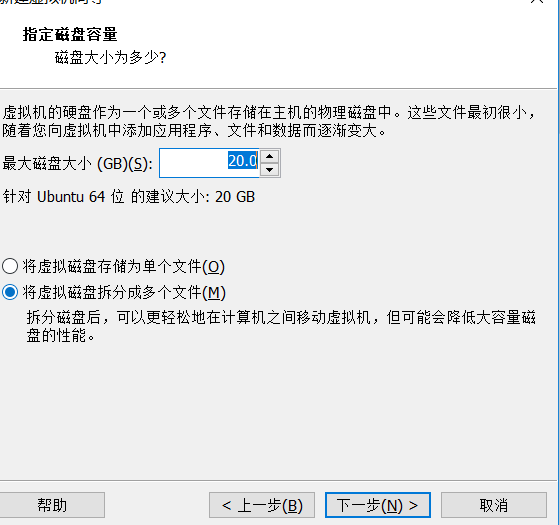 指定磁盘容量
磁盘大小为多少?
虚拟机的硬盘作为一个或多个文件存储在主机的物理磁盘中。这些文件最初很小，
随着您向虚拟机中添加应用程序、文件和数据而逐渐变大。
最大磁盘大小 (GB)(S): 20.0
针对 Ubuntu 64 位 的建议大小: 20 GB
将虚拟磁盘存储为单个文件(O)
将虚拟磁盘拆分成多个文件(M)
拆分磁盘后，可以更轻松地在计算机之间移动虚拟机，但可能会降低大容量磁
盘的性能。
帮助 < 上一步(B) 下一步(N) > 取消